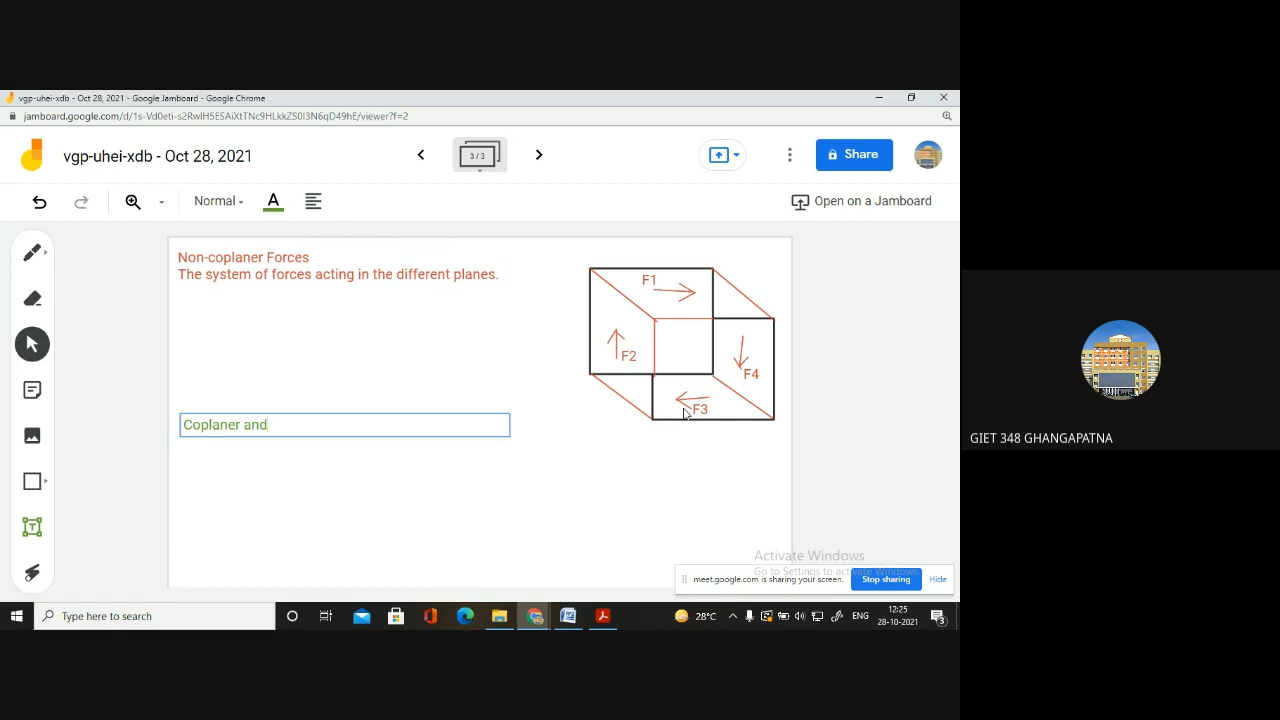 vgp-uhei-xdb - Oct 28, 2021 - Google Jamboard - Google Chrome
jamboard.google.com/d/1s-Vd0eti-s2RwIH5ESAiXtTNc9HLkkZS0I3N6qD49hE/viewer?f=2
vgp-uhei-xdb - Oct 28, 2021
3/3
Share
Normal
A
Open on a Jamboard
Non-coplaner Forces
The system of forces acting in the different planes.
F1
F2
F4
F3
Coplaner and
GIET 348 GHANGAPATNA
Activate Windows
Go to Settings to activate Windows.
meet.google.com is sharing your screen.
Stop sharing
Hide
Type here to search
28°C
ENG
12:25
28-10-2021
3